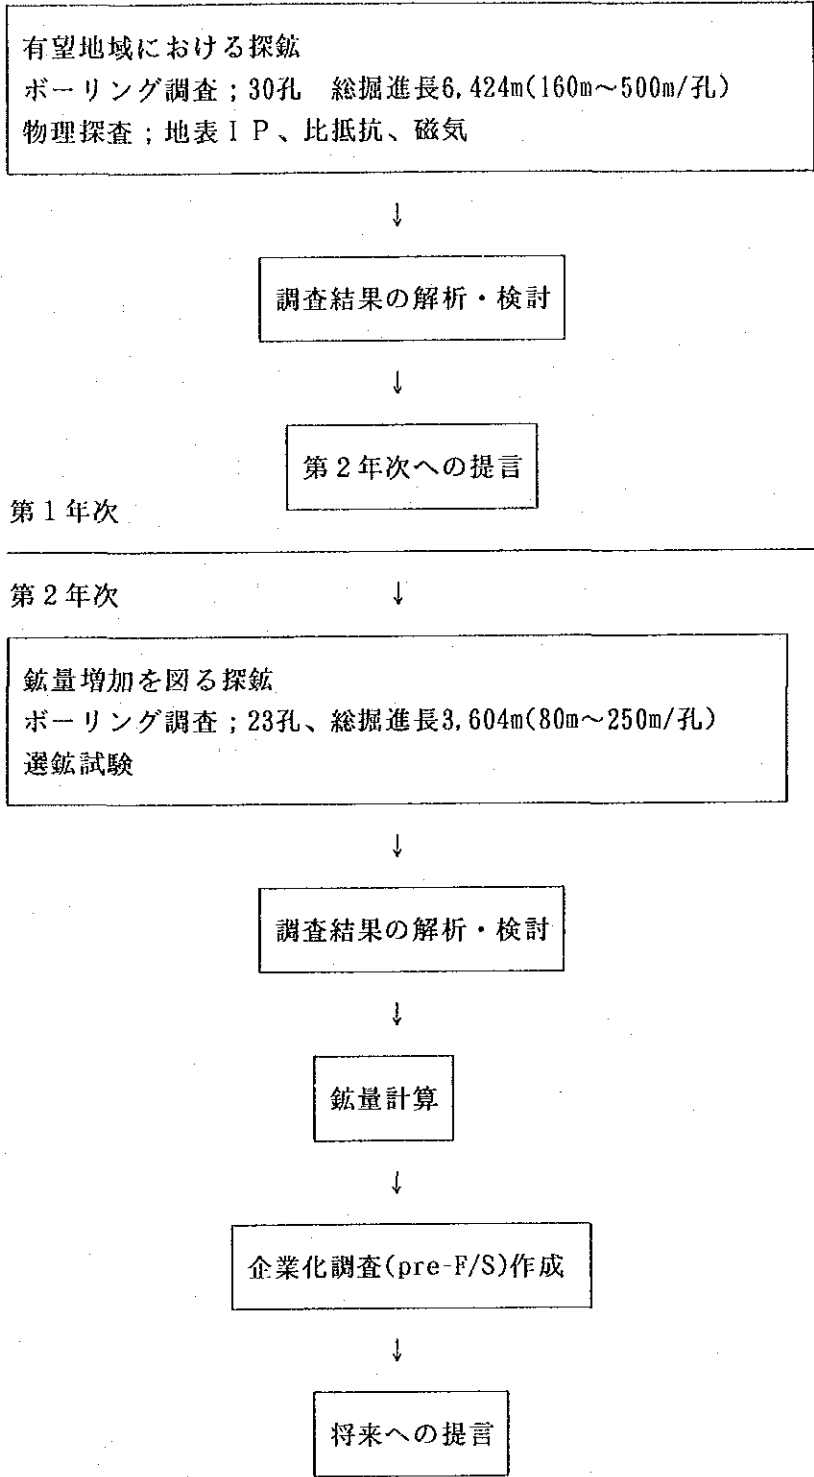 有望地域における探鉱
ボーリング調査；30孔　総掘進長6,424m(160m～500m/孔)
物理探査；地表ＩＰ、比抵抗、磁気
↓
調査結果の解析・検討
↓
第２年次への提言
第１年次
第２年次
↓
鉱量増加を図る探鉱
ボーリング調査；23孔、総掘進長3,604m(80m～250m/孔)
選鉱試験
↓
調査結果の解析・検討
↓
鉱量計算
↓
企業化調査(pre-F/S)作成
↓
将来への提言